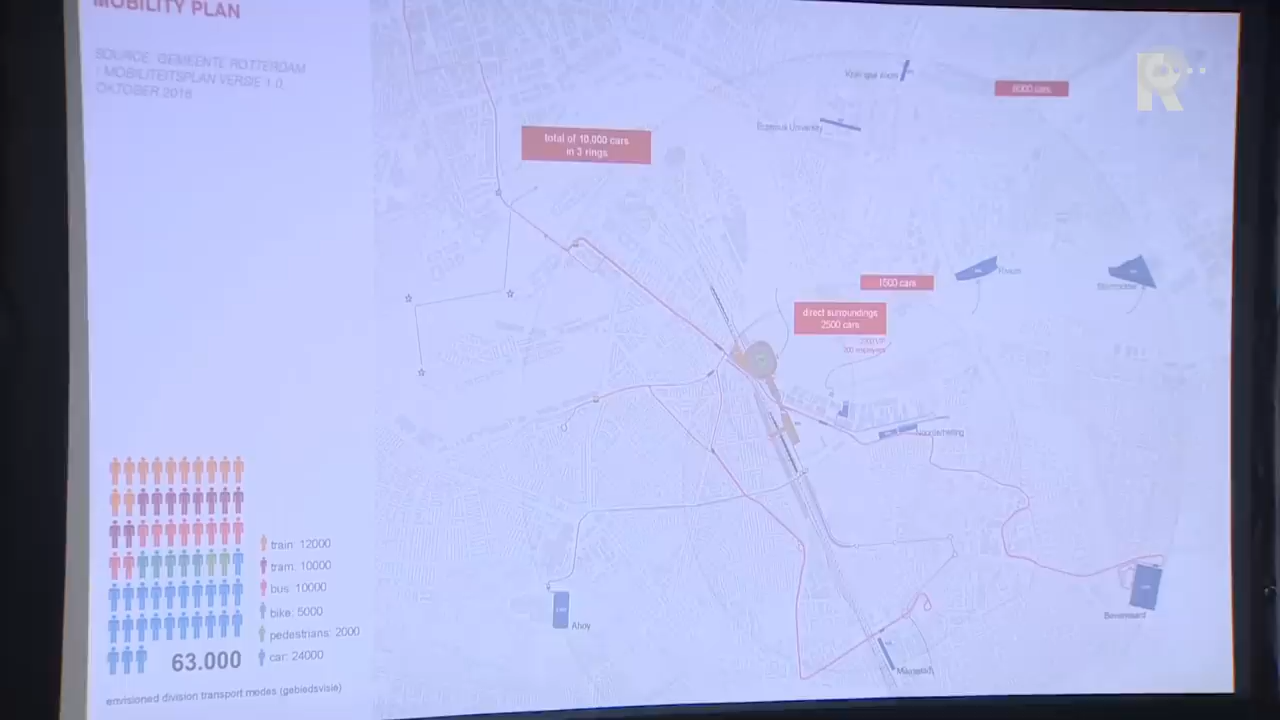 MOBILITY PLAN
SOURCE: GEMEENTE ROTTERDAM
: MOBILITEITSPLAN VERSIE 1.0,
OKTOBER 2016
total of 10.000 cars
in 3 rings
Erasmus University
6000 cars
R
1500 cars
direct surroundings
2500 cars
Rivium
Noorderhelling
Beverwaard
Ahoy
train: 12000
tram: 10000
bus: 10000
bike: 5000
pedestrians: 2000
car: 24000
63.000
envisioned division transport modes (gebiedsvisie)